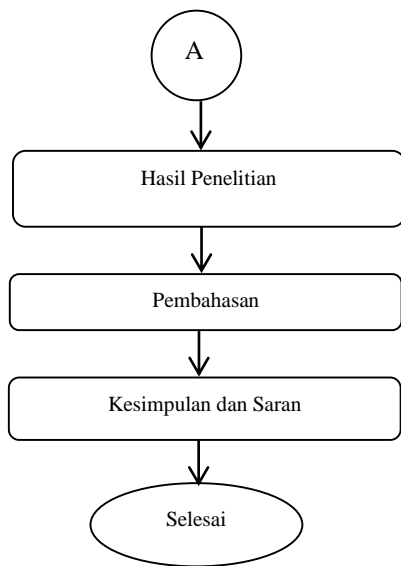 A
Hasil Penelitian
Pembahasan
Kesimpulan dan Saran
Selesai